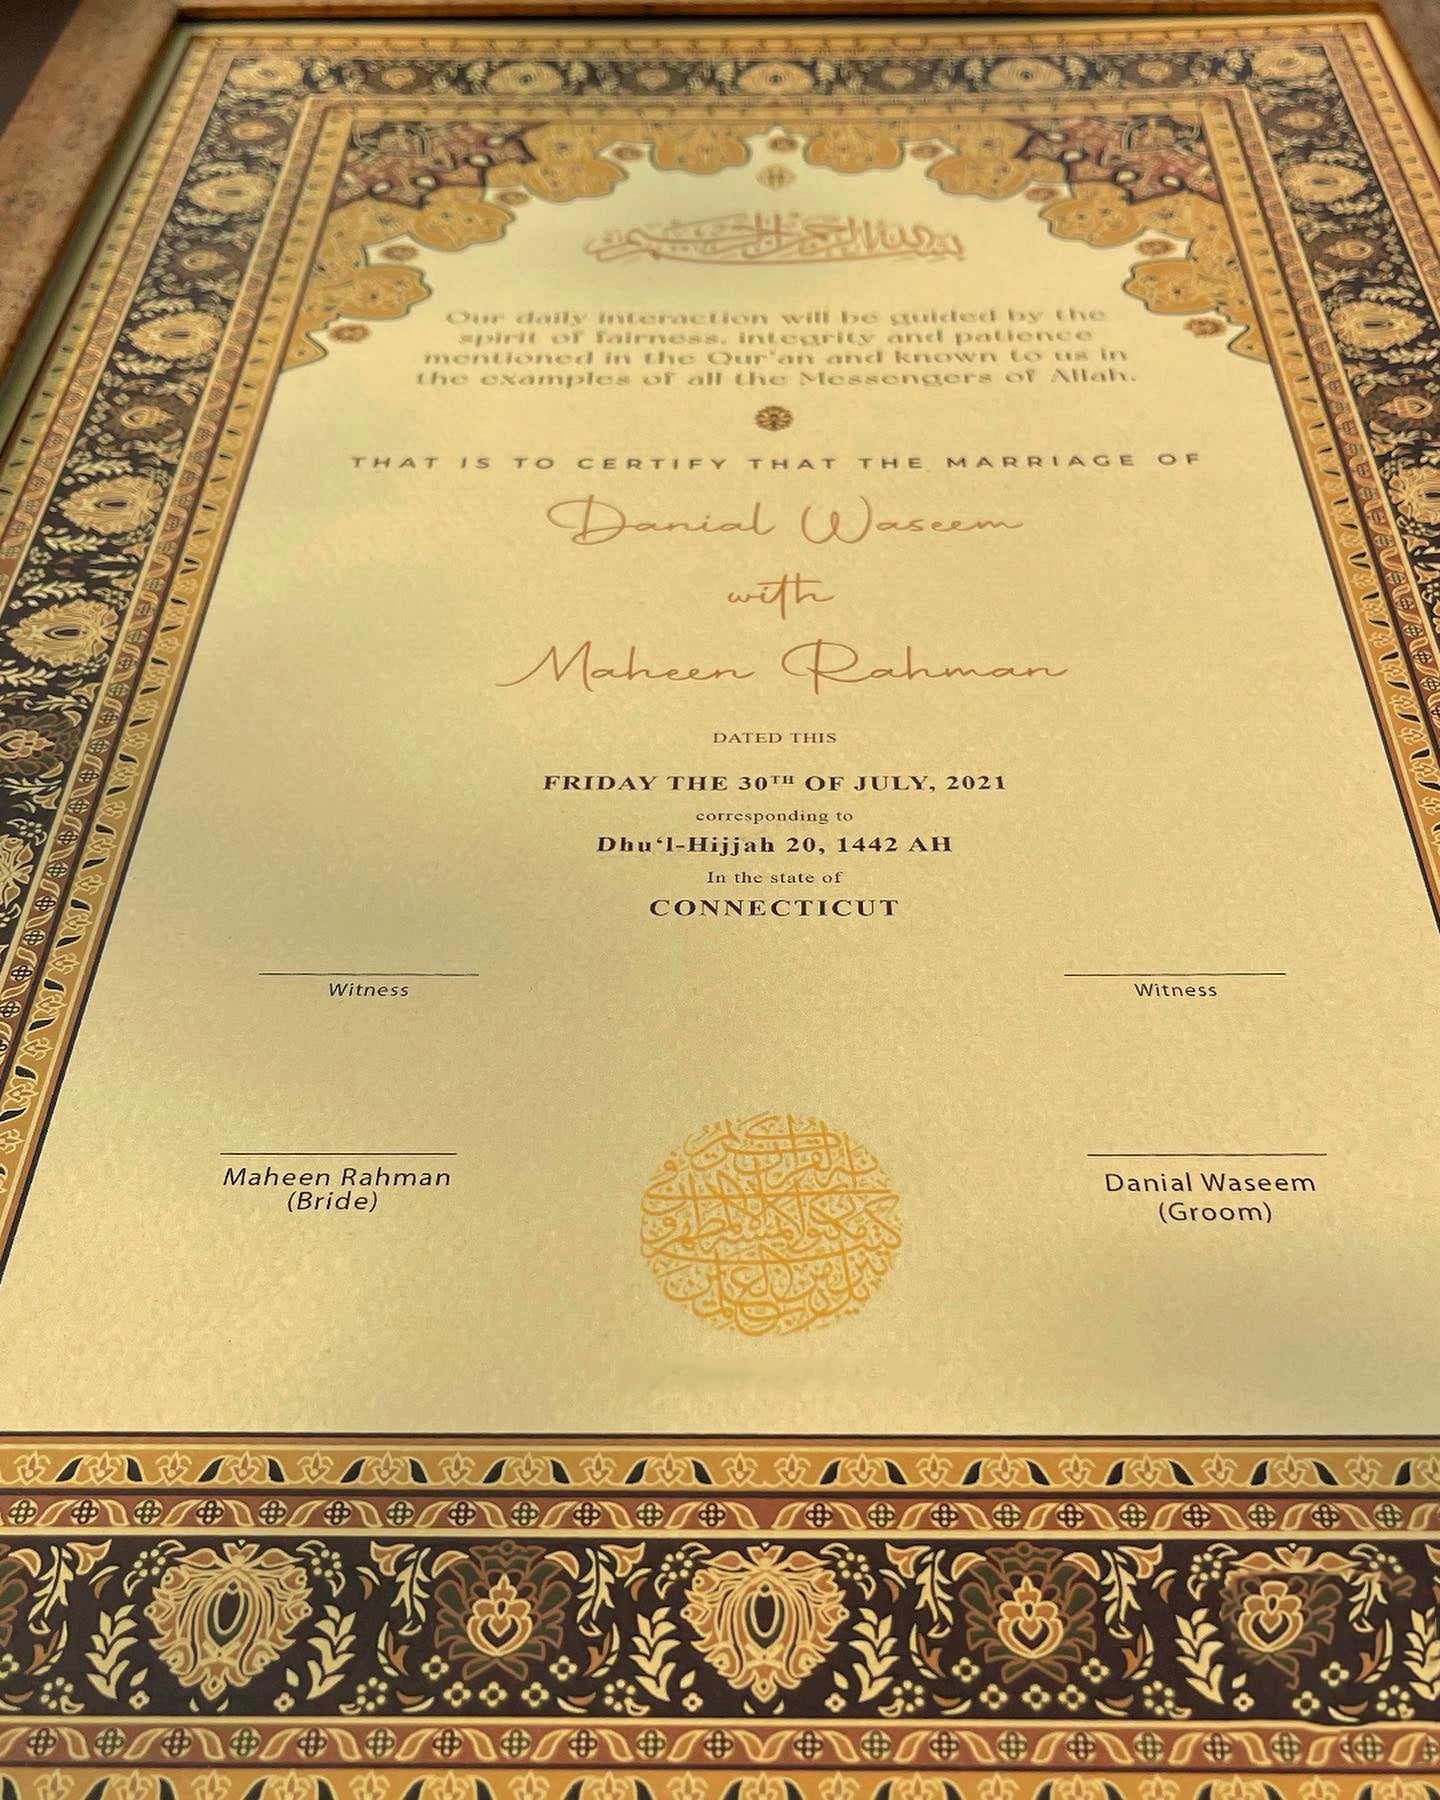 بسم الله الرحمن الرحيم
Our daily interaction will be guided by the
spirit of fairness, integrity and patience
mentioned in the Qur'an and known to us in
the examples of all the Messengers of Allah.
THAT IS TO CERTIFY THAT THE MARRIAGE OF
Danial Waseem
with
Maheen Rahman
DATED THIS
FRIDAY THE 30TH OF JULY, 2021
corresponding to
Dhu‘l-Hijjah 20, 1442 AH
In the state of
CONNECTICUT
Witness
Witness
Maheen Rahman
(Bride)
Danial Waseem
(Groom)